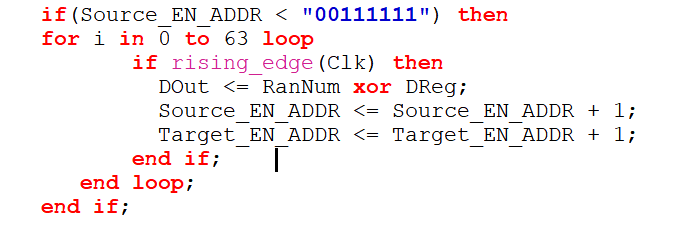 if(Source_EN_ADDR < "00111111") then
for i in 0 to 63 loop
if rising_edge(Clk) then
DOut <= RanNum xor DReg;
Source_EN_ADDR <= Source_EN_ADDR + 1;
Target_EN_ADDR <= Target_EN_ADDR + 1;
end if;
end loop;
end if;